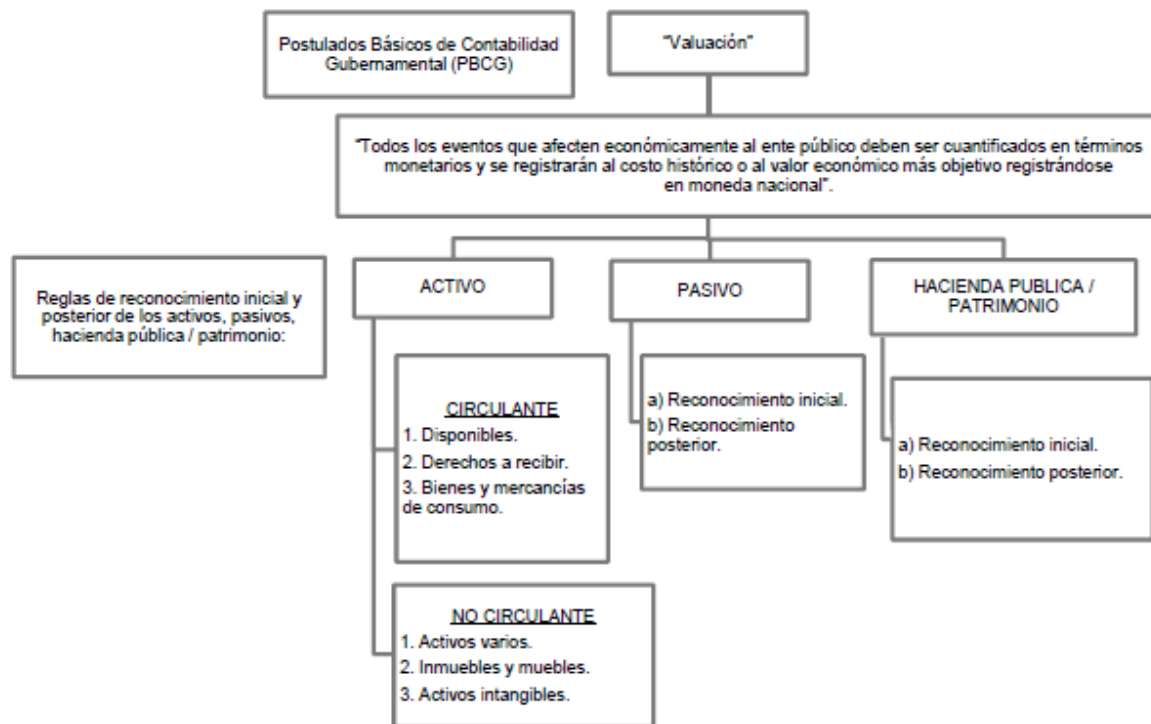 Postulados Básicos de Contabilidad
Gubernamental (PBCG)
"Valuación"
"Todos los eventos que afecten económicamente al ente público deben ser cuantificados en términos
monetarios y se registrarán al costo histórico o al valor económico más objetivo registrándose
en moneda nacional".
Reglas de reconocimiento inicial y
posterior de los activos, pasivos,
hacienda pública / patrimonio:
ACTIVO
PASIVO
HACIENDA PUBLICA /
PATRIMONIO
CIRCULANTE
1. Disponibles.
2. Derechos a recibir.
3. Bienes y mercancías
de consumo.
a) Reconocimiento inicial.
b) Reconocimiento
posterior.
a) Reconocimiento inicial.
b) Reconocimiento posterior.
NO CIRCULANTE
1. Activos varios.
2. Inmuebles y muebles.
3. Activos intangibles.